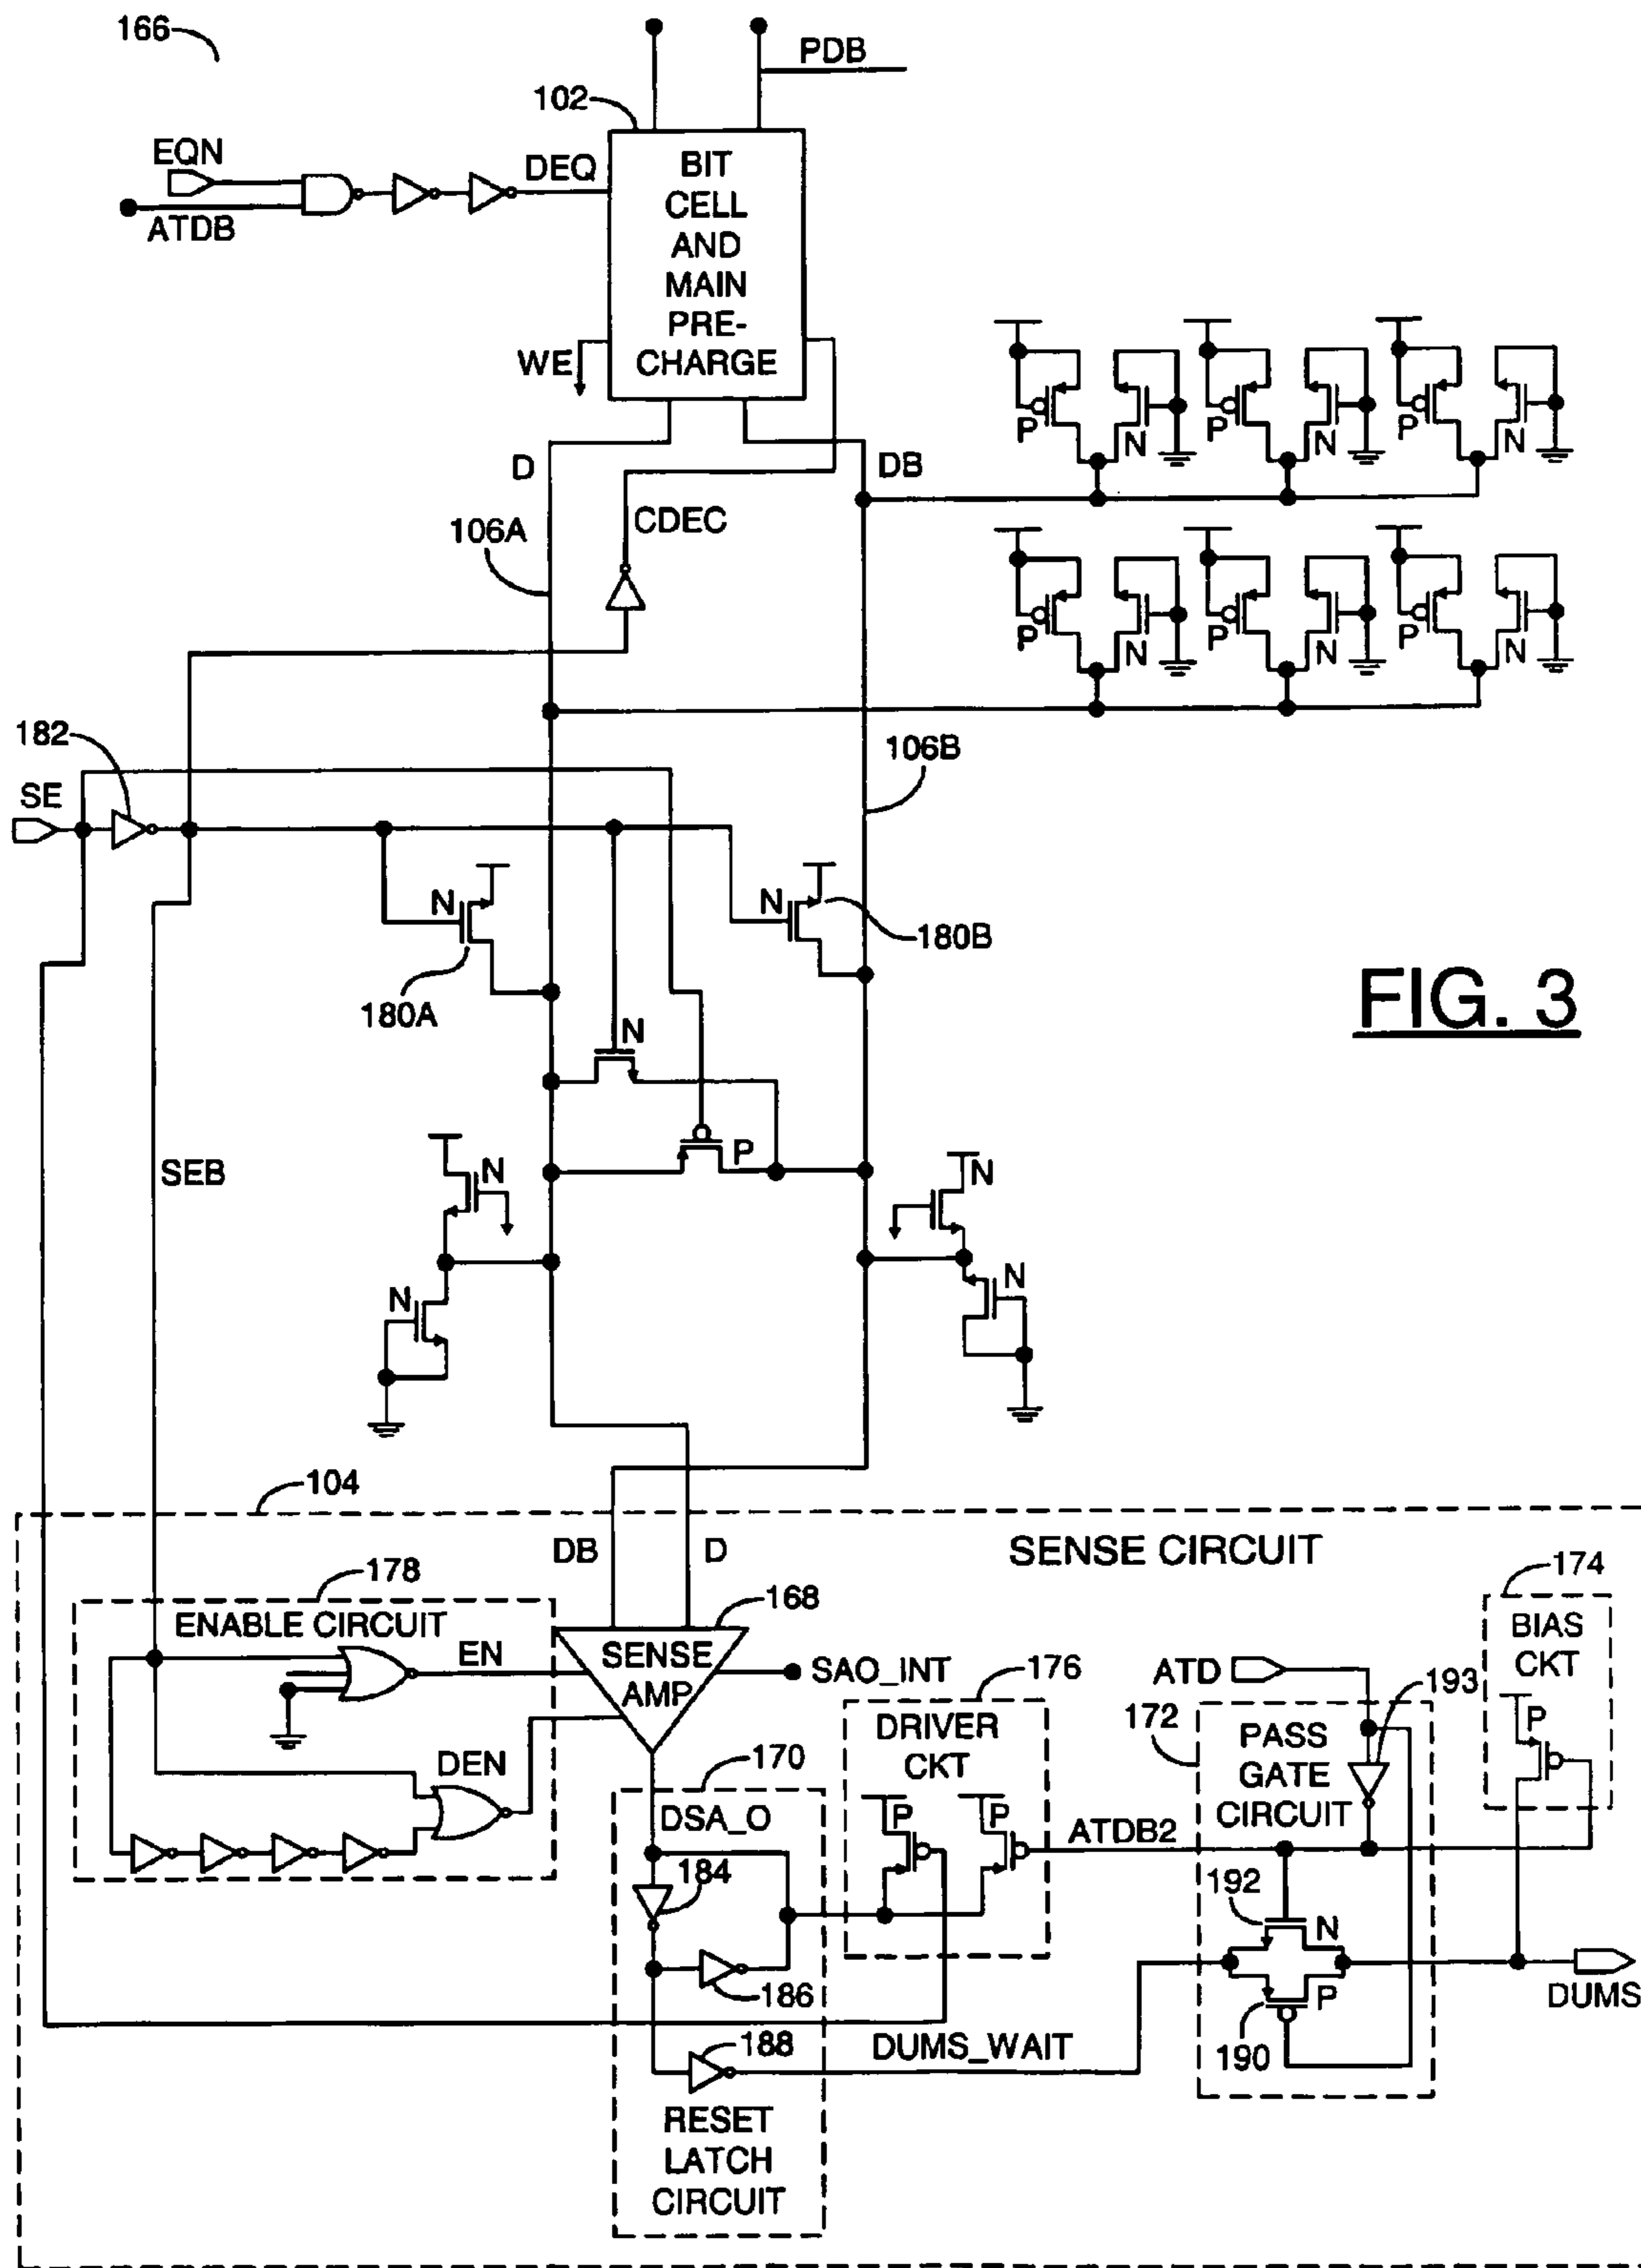 166
PDB
102
EQN
DEQ
ATDB
BIT
CELL
AND
MAIN
PRE-
CHARGE
WE
P
N
P
N
P
N
D
DB
CDEC
106A
P
N
P
N
P
N
182
106B
SE
N
N
180B
180A
FIG. 3
N
P
SEB
N
N
N
N
104
DB
D
SENSE CIRCUIT
178
168
174
ENABLE CIRCUIT
BIAS
CKT
EN
SENSE
AMP
SAO_INT
176
ATD
193
DRIVER
CKT
172
PASS
GATE
CIRCUIT
P
DEN
170
DSA_O
P
P
ATDB2
184
192
N
186
P
DUMS
188
DUMS_WAIT
190
RESET
LATCH
CIRCUIT